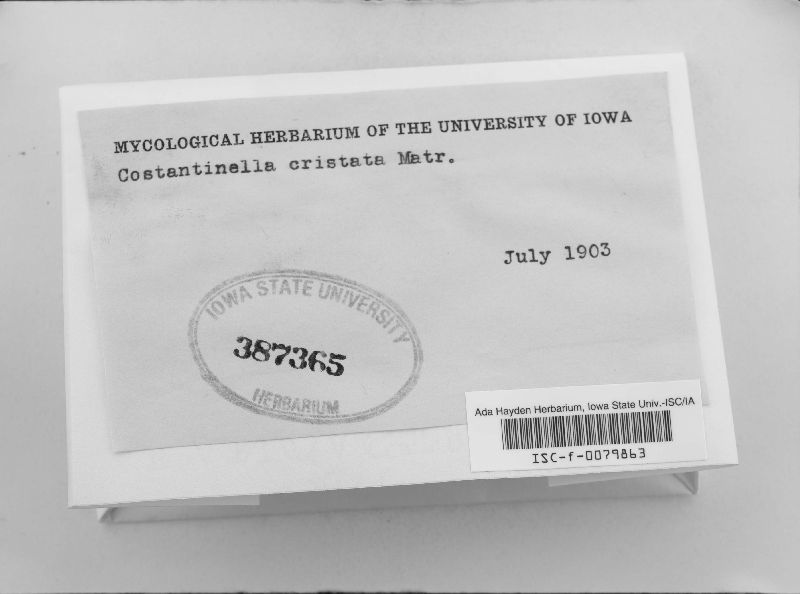 MYCOLOGICAL HERBARIUM OF THE UNIVERSITY OF IOWA
Costantinella cristata Matr.
July 1903
IOWA STATE UNIVERSITY
387365
HERBARIUM
Ada Hayden Herbarium, Iowa State Univ.-ISC/IA
ISC-f-0079863